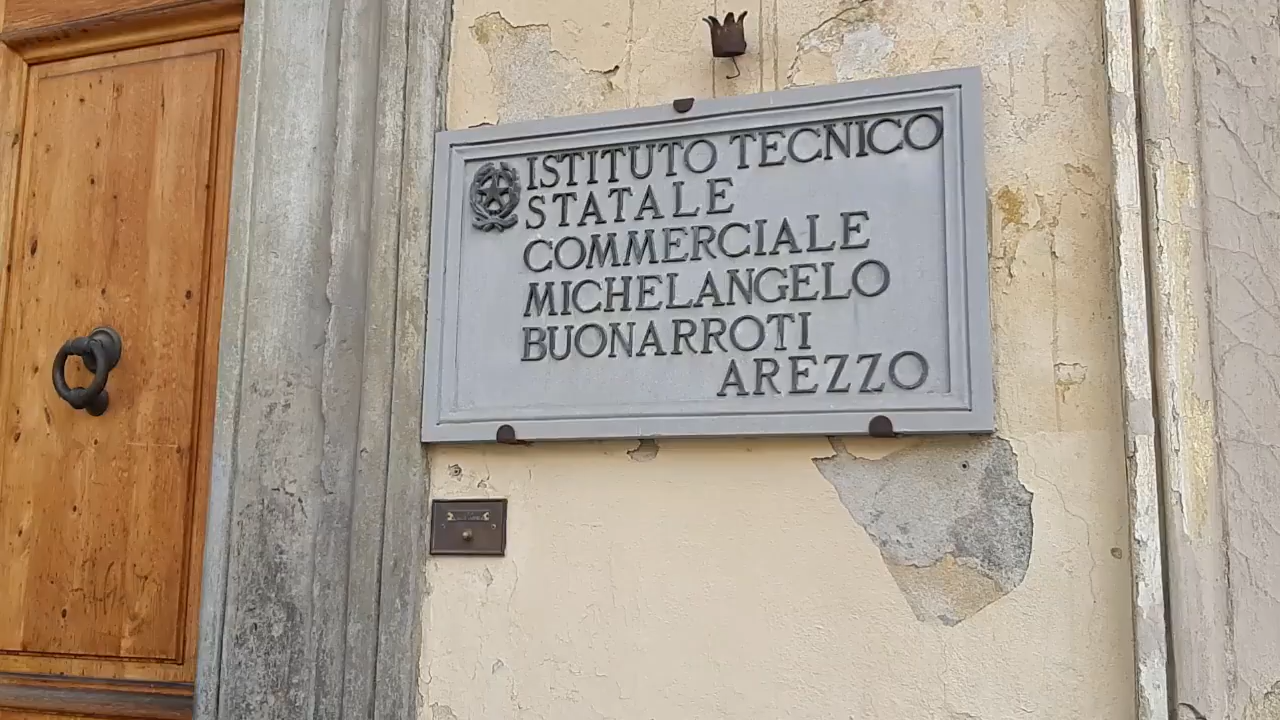 ISTITUTO TECNICO
STATALE
COMMERCIALE
MICHELANGELO
BUONARROTI
AREZZO